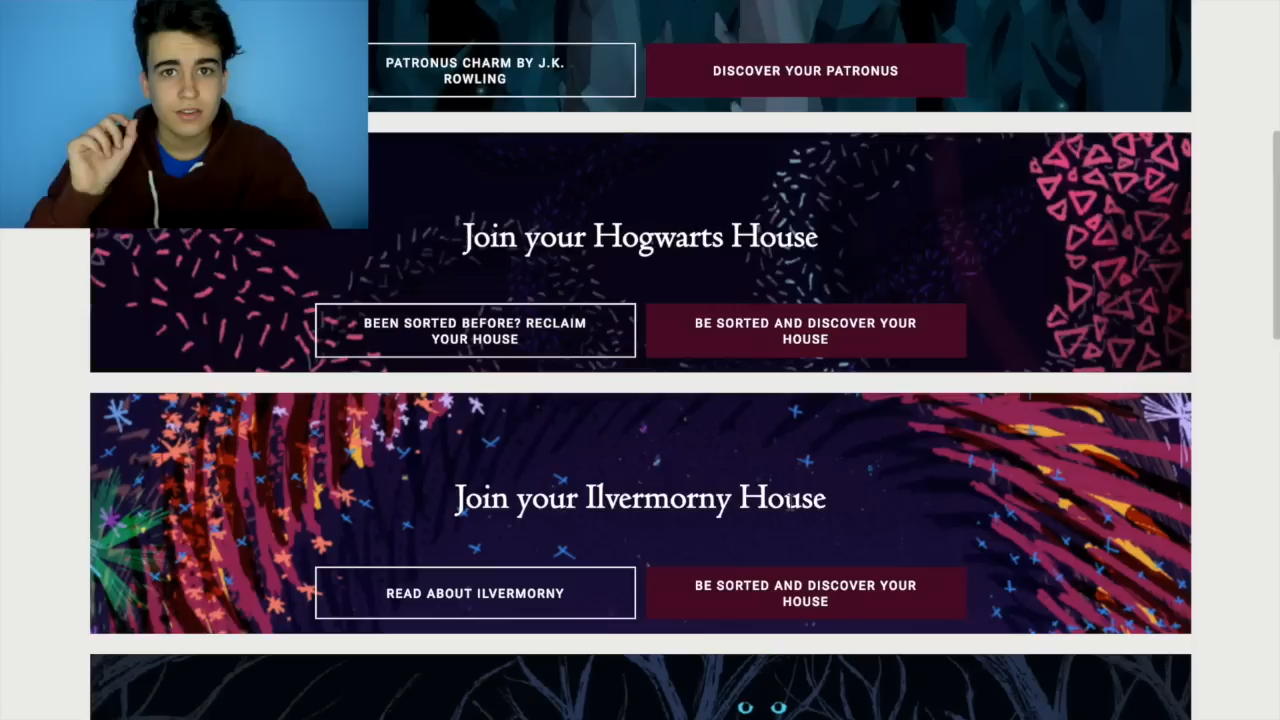 PATRONUS CHARM BY J.K.
ROWLING
DISCOVER YOUR PATRONUS
Join your Hogwarts House
BEEN SORTED BEFORE? RECLAIM
YOUR HOUSE
BE SORTED AND DISCOVER YOUR
HOUSE
Join your Ilvermorny House
READ ABOUT ILVERMORNY
BE SORTED AND DISCOVER YOUR
HOUSE